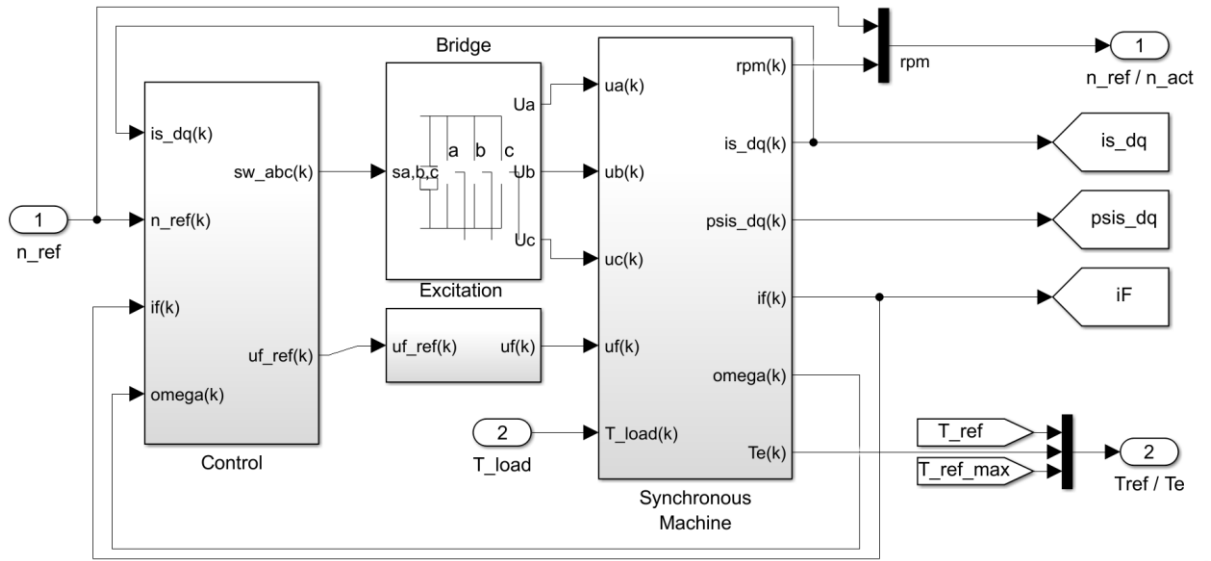 Bridge
1
n_ref
is_dq(k)
n_ref(k)
if(k)
omega(k)
sw_abc(k)
uf_ref(k)
Control
sa,b,c
a b c
Ua
Ub
Uc
Excitation
uf_ref(k)
uf(k)
2
T_load
ua(k)
ub(k)
uc(k)
uf(k)
T_load(k)
rpm(k)
is_dq(k)
psis_dq(k)
if(k)
omega(k)
Te(k)
Synchronous
Machine
rpm
1
n_ref / n_act
is_dq
psis_dq
iF
T_ref
T_ref_max
2
Tref / Te